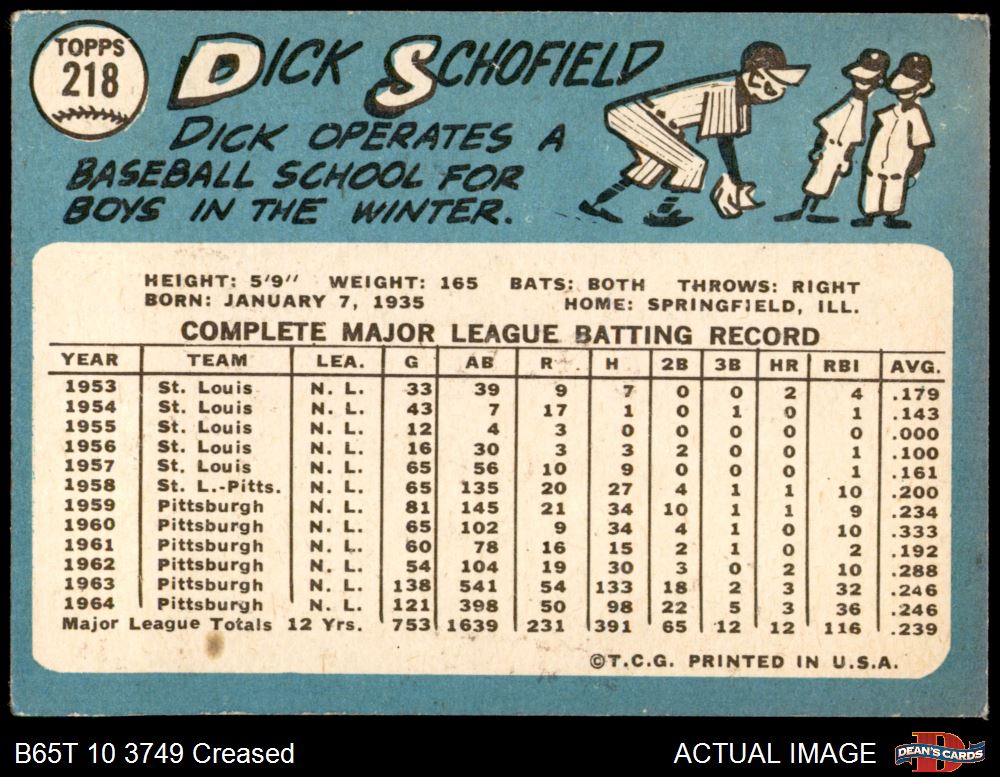 TOPPS
218
DICK SCHOFIELD
DICK OPERATES A
BASEBALL SCHOOL FOR
BOYS IN THE WINTER.
HEIGHT: 5'9" WEIGHT: 165 BATS: BOTH THROWS: RIGHT
BORN: JANUARY 7, 1935 HOME: SPRINGFIELD, ILL.
COMPLETE MAJOR LEAGUE BATTING RECORD
YEAR TEAM LEA. G AB R H 2B 3B HR RBI AVG.
1953 St. Louis N. L. 33 39 9 7 0 0 2 4 .179
1954 St. Louis N. L. 43 7 17 1 0 1 0 1 .143
1955 St. Louis N. L. 12 4 3 0 0 0 0 0 .000
1956 St. Louis N. L. 16 30 3 3 2 0 0 1 .100
1957 St. Louis N. L. 65 56 10 9 0 0 0 1 .161
1958 St. L.-Pitts. N. L. 65 135 20 27 4 1 1 10 .200
1959 Pittsburgh N. L. 81 145 21 34 10 1 1 9 .234
1960 Pittsburgh N. L. 65 102 9 34 4 1 0 10 .333
1961 Pittsburgh N. L. 60 78 16 15 2 1 0 2 .192
1962 Pittsburgh N. L. 54 104 19 30 3 0 2 10 .288
1963 Pittsburgh N. L. 138 541 54 133 18 2 3 32 .246
1964 Pittsburgh N. L. 121 398 50 98 22 5 3 36 .246
Major League Totals 12 Yrs. 753 1639 231 391 65 12 12 116 .239
©T.C.G. PRINTED IN U.S.A.
B65T 10 3749 Creased ACTUAL IMAGE DEAN'S CARDS